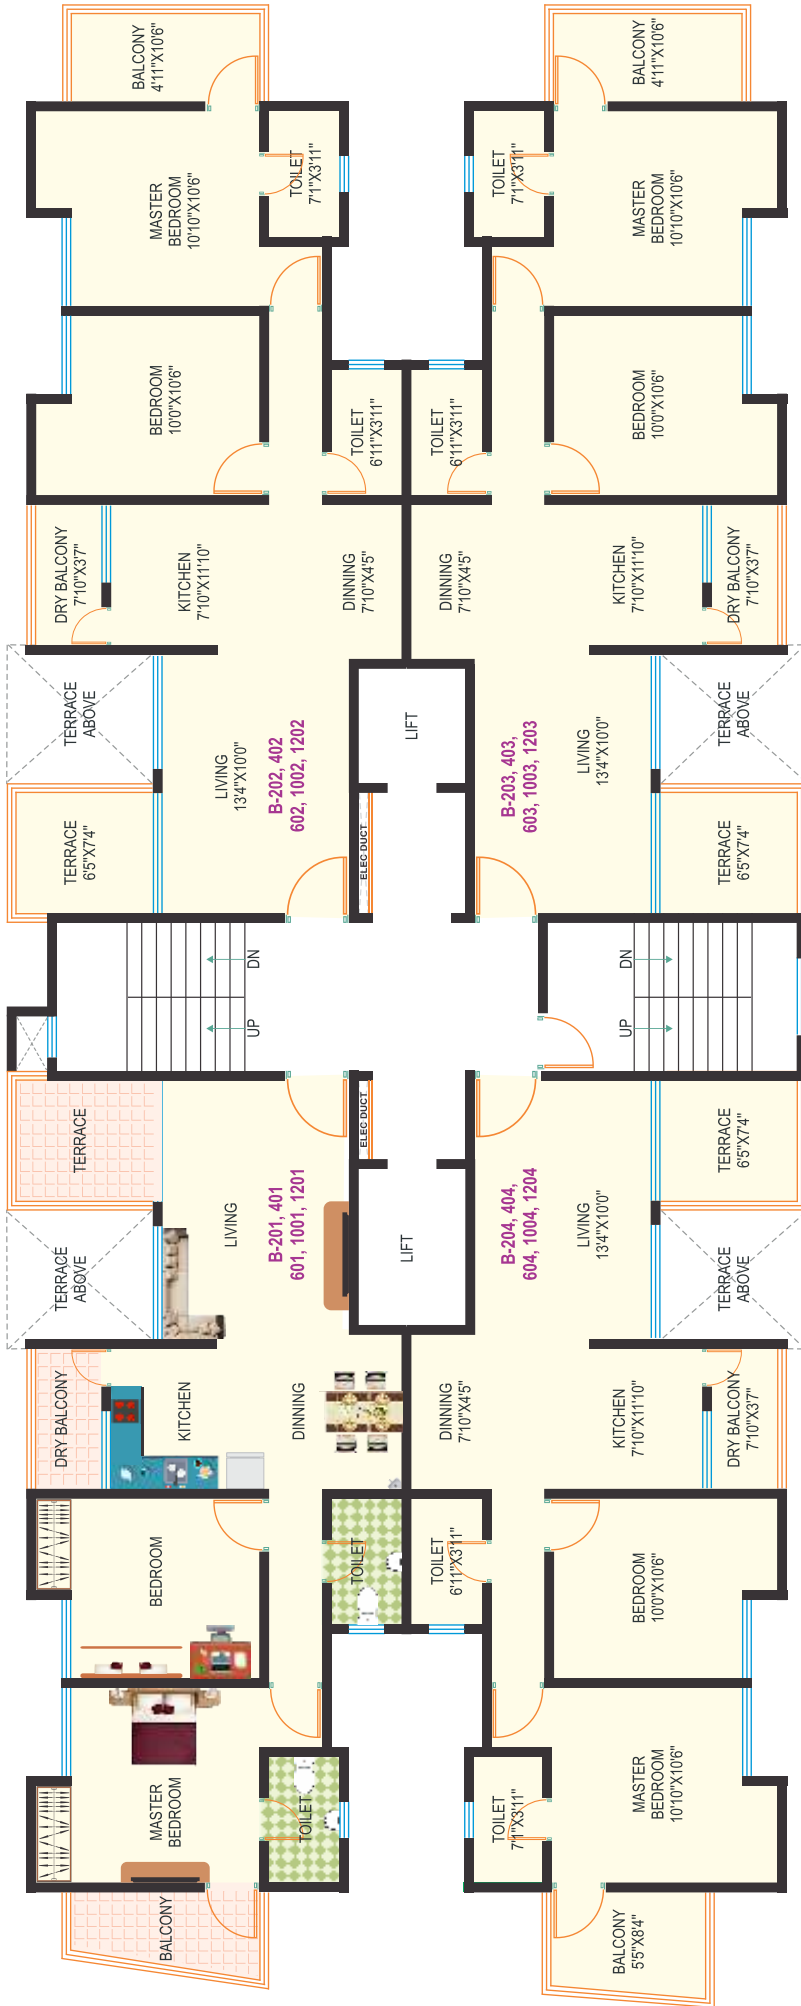 BALCONY
4'11"X10'6"
BALCONY
4'11"X10'6"
MASTER
BEDROOM
10'10"X10'6"
TOILET
7'1"X3'11"
TOILET
7'1"X3'11"
MASTER
BEDROOM
10'10"X10'6"
BEDROOM
10'0"X10'6"
TOILET
6'11"X3'11"
TOILET
6'11"X3'11"
BEDROOM
10'0"X10'6"
DRY BALCONY
7'10"X3'7"
KITCHEN
7'10"X11'10"
DINNING
7'10"X4'5"
DINNING
7'10"X4'5"
KITCHEN
7'10"X11'10"
DRY BALCONY
7'10"X3'7"
TERRACE
ABOVE
LIFT
TERRACE
ABOVE
LIVING
13'4"X10'0"
B-202, 402
602, 1002, 1202
B-203, 403,
603, 1003, 1203
LIVING
13'4"X10'0"
TERRACE
6'5"X7'4"
ELEC DUCT
TERRACE
6'5"X7'4"
DN
UP
DN
UP
TERRACE
LIVING
ELEC DUCT
B-201, 401
601, 1001, 1201
B-204, 404,
604, 1004, 1204
LIVING
13'4"X10'0"
TERRACE
6'5"X7'4"
TERRACE
ABOVE
LIFT
TERRACE
ABOVE
DRY BALCONY
KITCHEN
DINNING
DINNING
7'10"X4'5"
KITCHEN
7'10"X11'10"
DRY BALCONY
7'10"X3'7"
BEDROOM
TOILET
TOILET
6'11"X3'11"
BEDROOM
10'0"X10'6"
MASTER
BEDROOM
TOILET
TOILET
7'1"X3'11"
MASTER
BEDROOM
10'10"X10'6"
BALCONY
BALCONY
5'5"X8'4"